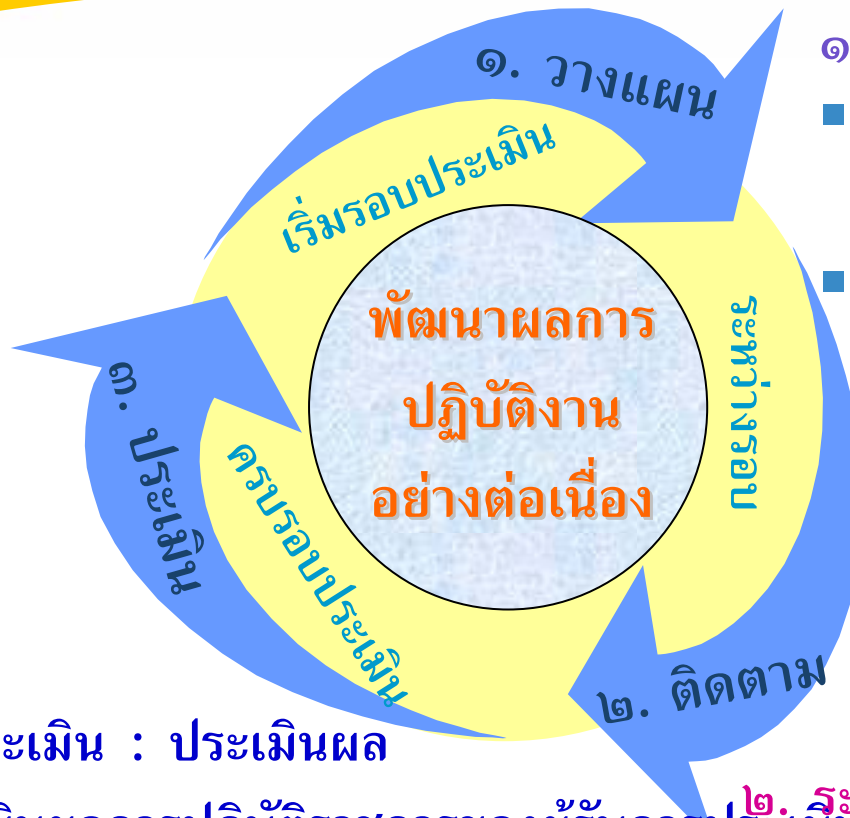 ๑. วางแผน
๑
เริ่มรอบประเมิน
พัฒนาผลการ
ปฏิบัติงาน
อย่างต่อเนื่อง
ระหว่างรอบ
๓. ประเมิน
ครบรอบประเมิน
๒. ติดตาม
ะเมิน : ประเมินผล
๒. ระ